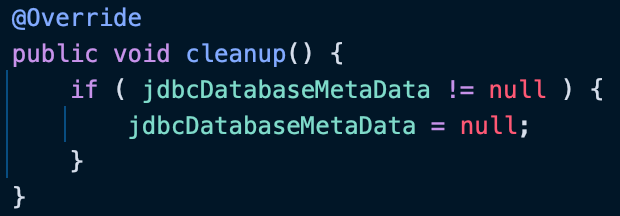 @Override
public void cleanup() {
    if ( jdbcDatabaseMetaData != null ) {
        jdbcDatabaseMetaData = null;
    }
}